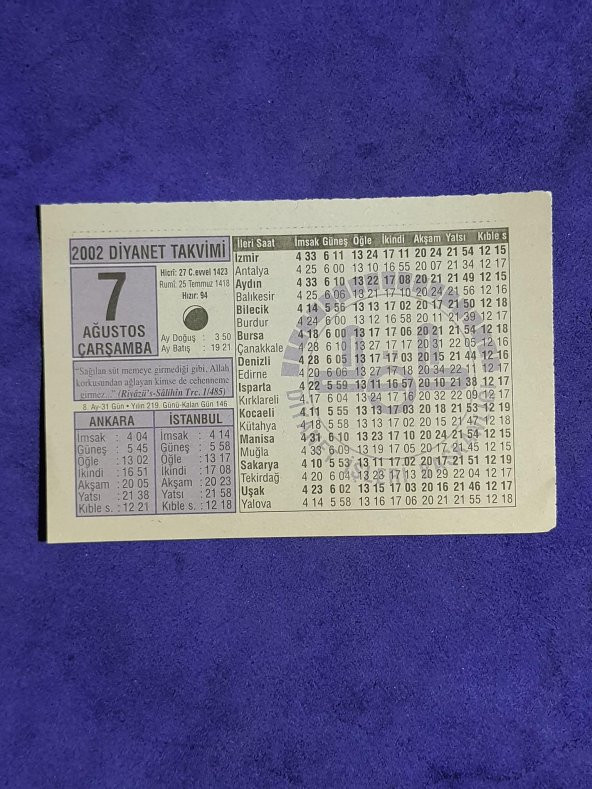 2002 DİYANET TAKVİMİ
7
AĞUSTOS
ÇARŞAMBA
Hicrî: 27 C.evvel 1423
Rumî: 25 Temmuz 1418
Hızır: 94
Ay Doğuş : 3 50
Ay Batış : 19 21
"Sağılan süt memeye girmediği gibi, Allah
korkusundan ağlayan kimse de cehenneme
girmez..." (Riyâzü's-Sâlihîn Trc. 1/485)
8. Ay-31 Gün • Yılın 219. Günü-Kalan Gün 146
ANKARA
İmsak : 4 04
Güneş : 5 45
Öğle : 13 02
İkindi : 16 51
Akşam : 20 05
Yatsı : 21 38
Kıble s. : 12 21
İSTANBUL
İmsak : 4 14
Güneş : 5 58
Öğle : 13 17
İkindi : 17 08
Akşam : 20 23
Yatsı : 21 58
Kıble s. : 12 18
İleri Saat İmsak Güneş Öğle İkindi Akşam Yatsı Kıble s
İzmir 4 33 6 11 13 24 17 11 20 24 21 54 12 15
Antalya 4 25 6 00 13 10 16 55 20 07 21 34 12 17
Aydın 4 33 6 10 13 22 17 08 20 21 21 49 12 15
Balıkesir 4 25 6 06 13 21 17 10 20 24 21 56 12 16
Bilecik 4 14 5 56 13 13 17 02 20 17 21 50 12 18
Burdur 4 24 6 00 13 12 16 58 20 11 21 39 12 17
Bursa 4 18 6 00 13 17 17 06 20 21 21 54 12 18
Çanakkale 4 28 6 10 13 27 17 16 20 31 22 05 12 16
Denizli 4 28 6 05 13 17 17 03 20 15 21 44 12 16
Edirne 4 20 6 06 13 27 17 18 20 34 22 11
Isparta 4 22 5 59 13 11 16 57 20 10 21 38 12 17
Kırklareli 4 17 6 04 13 24 17 16 20 32 22 09 12 17
Kocaeli 4 11 5 55 13 13 17 03 20 19 21 53 12 18
Kütahya 4 18 5 58 13 20 16 21 48
Manisa 4 31 6 10 13 23 17 10 20 24 21 54 12 15
Muğla 4 33 6 09 13 19 17 05 20 17 21 45 12 15
Sakarya 4 10 5 53 13 11 17 02 20 17 21 51 12 19
Tekirdağ 4 20 6 04 13 23 17 13 20 29 22 04 12 17
Uşak 4 23 6 02 13 15 17 03 20 16 21 46 12 17
Yalova 4 14 5 58 13 16 17 05 20 21 21 55 12 18